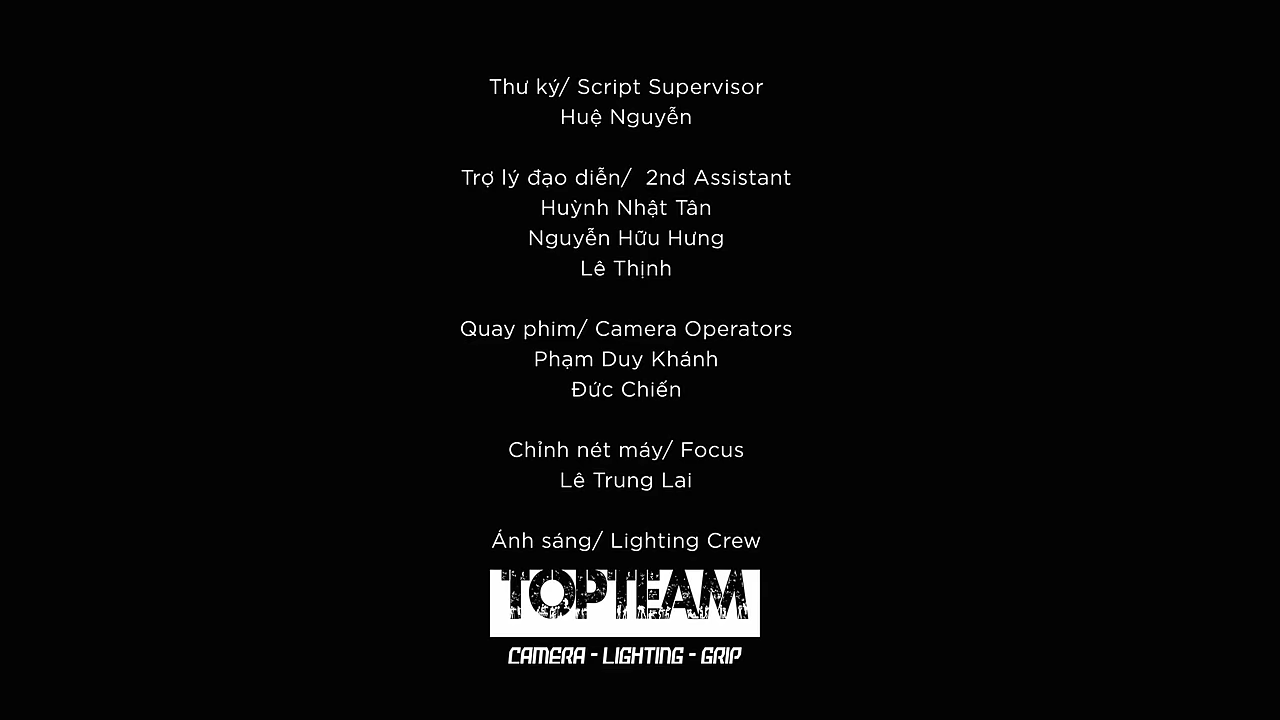 Thư ký/ Script Supervisor
Huệ Nguyễn
Trợ lý đạo diễn/ 2nd Assistant
Huỳnh Nhật Tân
Nguyễn Hữu Hưng
Lê Thịnh
Quay phim/ Camera Operators
Phạm Duy Khánh
Đức Chiến
Chỉnh nét máy/ Focus
Lê Trung Lai
Ánh sáng/ Lighting Crew
TOPTEAM
CAMERA - LIGHTING - GRIP